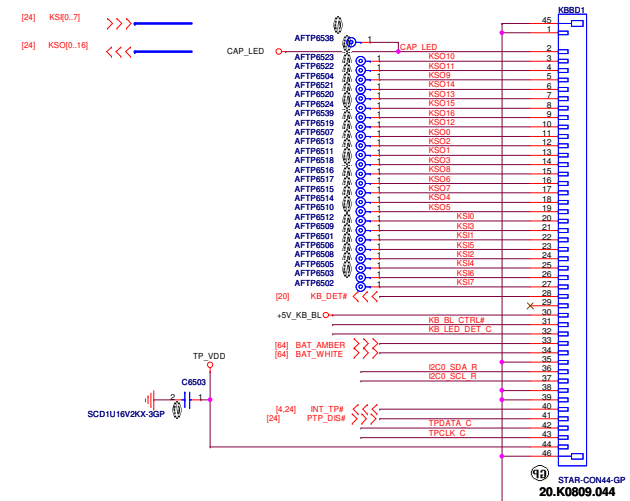 [24] KSI[0..7]
[24] KSO[0..16]
KBBD1
45
1
AFTP6538 1
CAP_LED CAP_LED 2
AFTP6523 1 KSO10 3
AFTP6522 1 KSO11 4
AFTP6504 1 KSO9 5
AFTP6521 1 KSO14 6
AFTP6520 1 KSO13 7
AFTP6524 1 KSO15 8
AFTP6539 1 KSO16 9
AFTP6519 1 KSO12 10
AFTP6507 1 KSO0 11
AFTP6513 1 KSO2 12
AFTP6511 1 KSO1 13
AFTP6518 1 KSO3 14
AFTP6516 1 KSO8 15
AFTP6517 1 KSO6 16
AFTP6515 1 KSO7 17
AFTP6514 1 KSO4 18
AFTP6510 1 KSO5 19
AFTP6512 1 KSI0 20
AFTP6509 1 KSI3 21
AFTP6501 1 KSI1 22
AFTP6506 1 KSI5 23
AFTP6508 1 KSI2 24
AFTP6505 1 KSI4 25
AFTP6503 1 KSI6 26
AFTP6502 1 KSI7 27
[20] KB_DET# 28
29
+5V_KB_BL 30
KB_BL_CTRL# 31
KB_LED_DET_C 32
[64] BAT_AMBER 33
[64] BAT_WHITE 34
35
TP_VDD
I2C0_SDA_R 36
I2C0_SCL_R 37
38
C6503
2 1
39
SCD1U16V2KX-3GP
[4,24] INT_TP# 40
[24] PTP_DIS# 41
TPDATA_C 42
TPCLK_C 43
44
46
STAR-CON44-GP
20.K0809.044